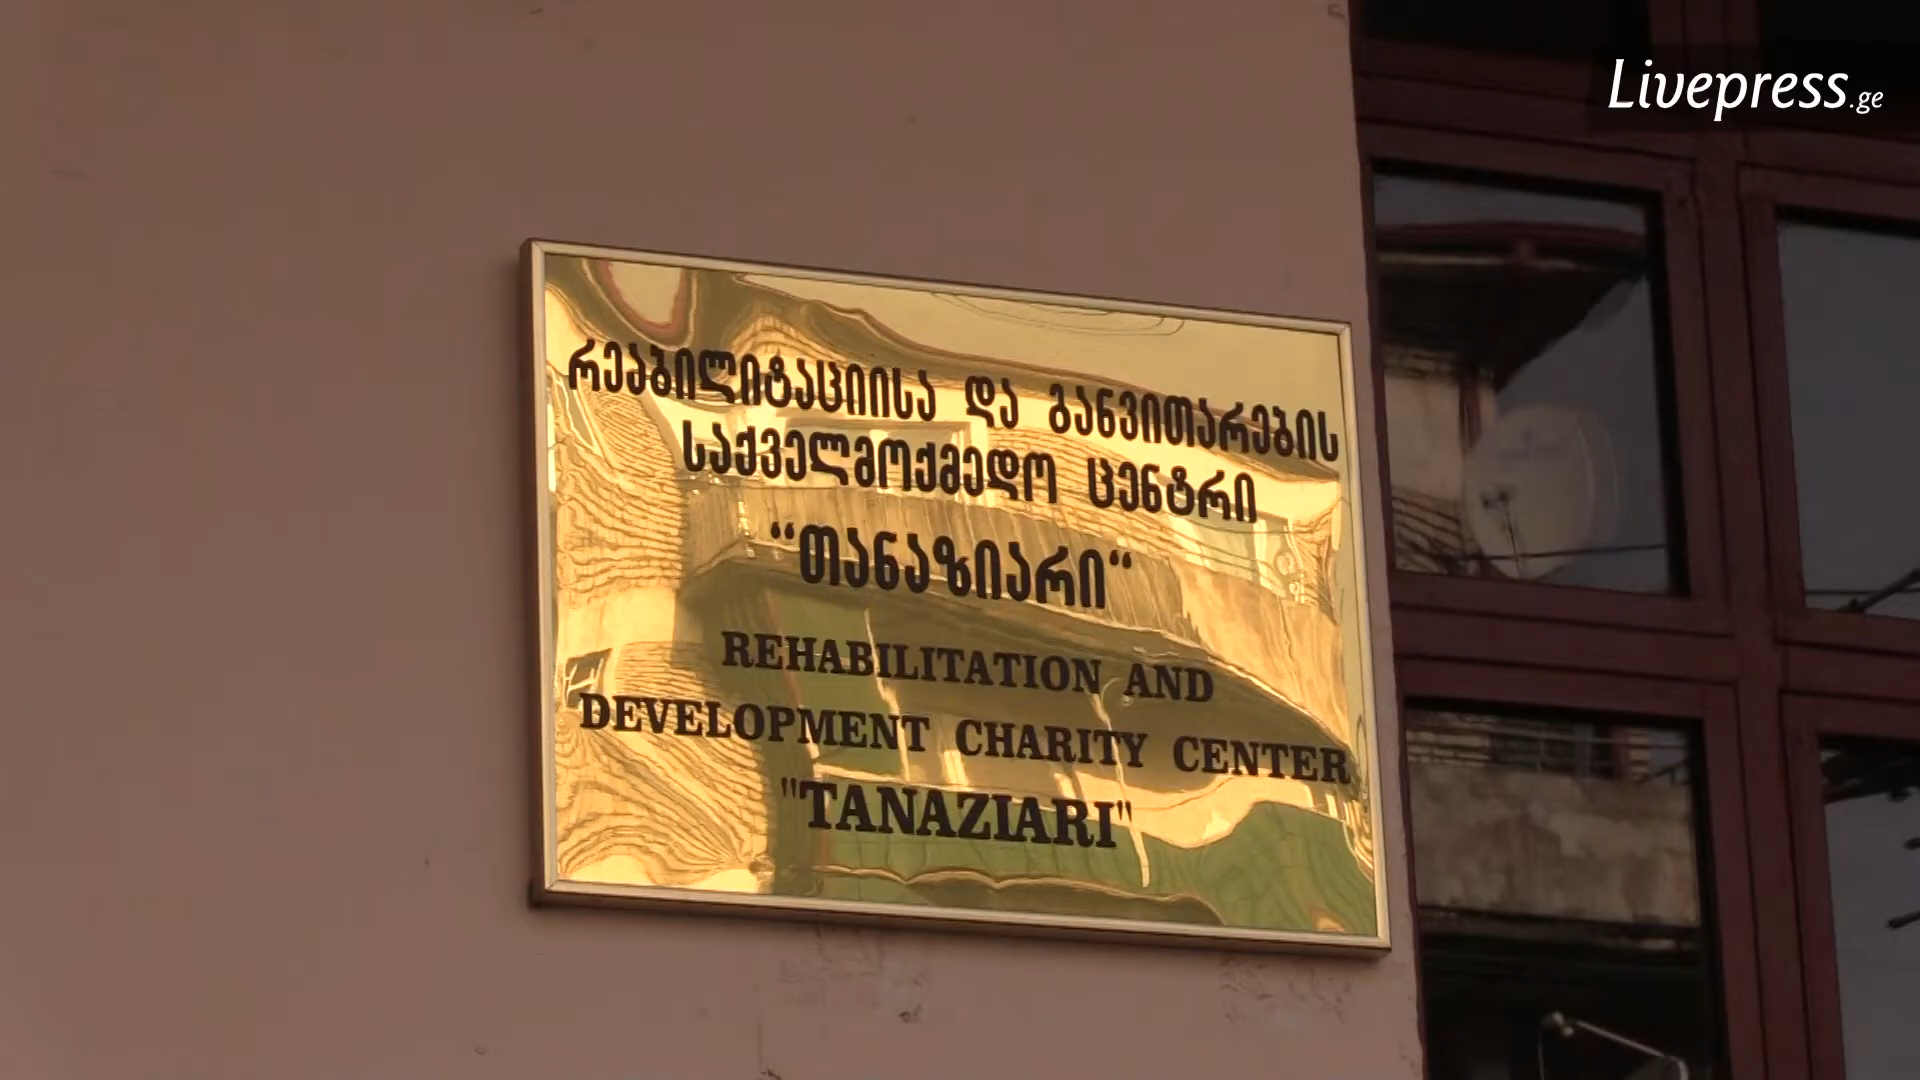 Livepress.ge
რეაბილიტაციისა და განვითარების
საქველმოქმედო ცენტრი
“თანაზიარი“
REHABILITATION AND
DEVELOPMENT CHARITY CENTER
"TANAZIARI"